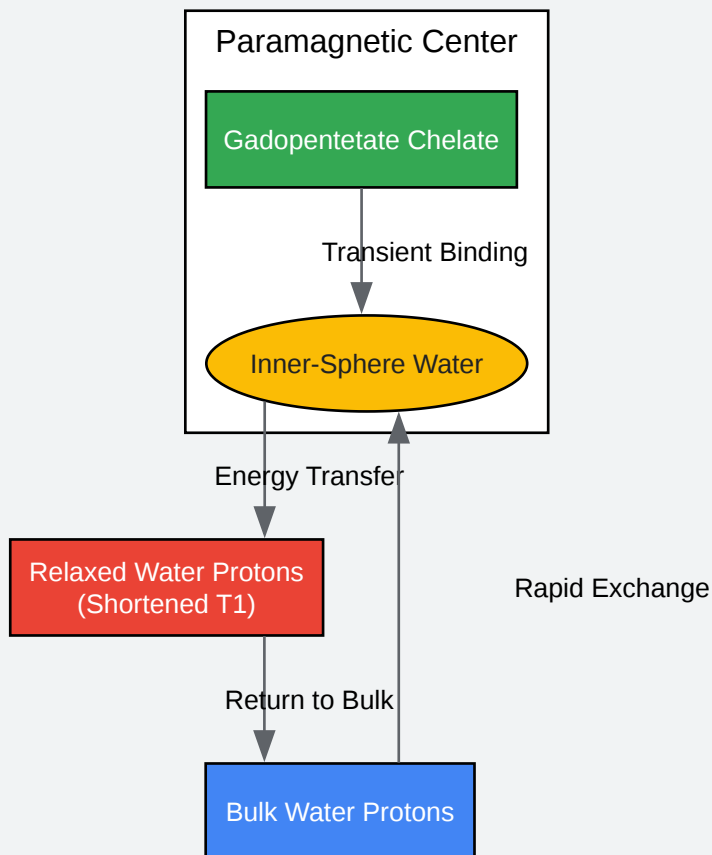 Paramagnetic Center
Gadopentetate Chelate
Transient Binding
Inner-Sphere Water
Energy Transfer
Relaxed Water Protons
(Shortened T1)
Rapid Exchange
Return to Bulk
Bulk Water Protons